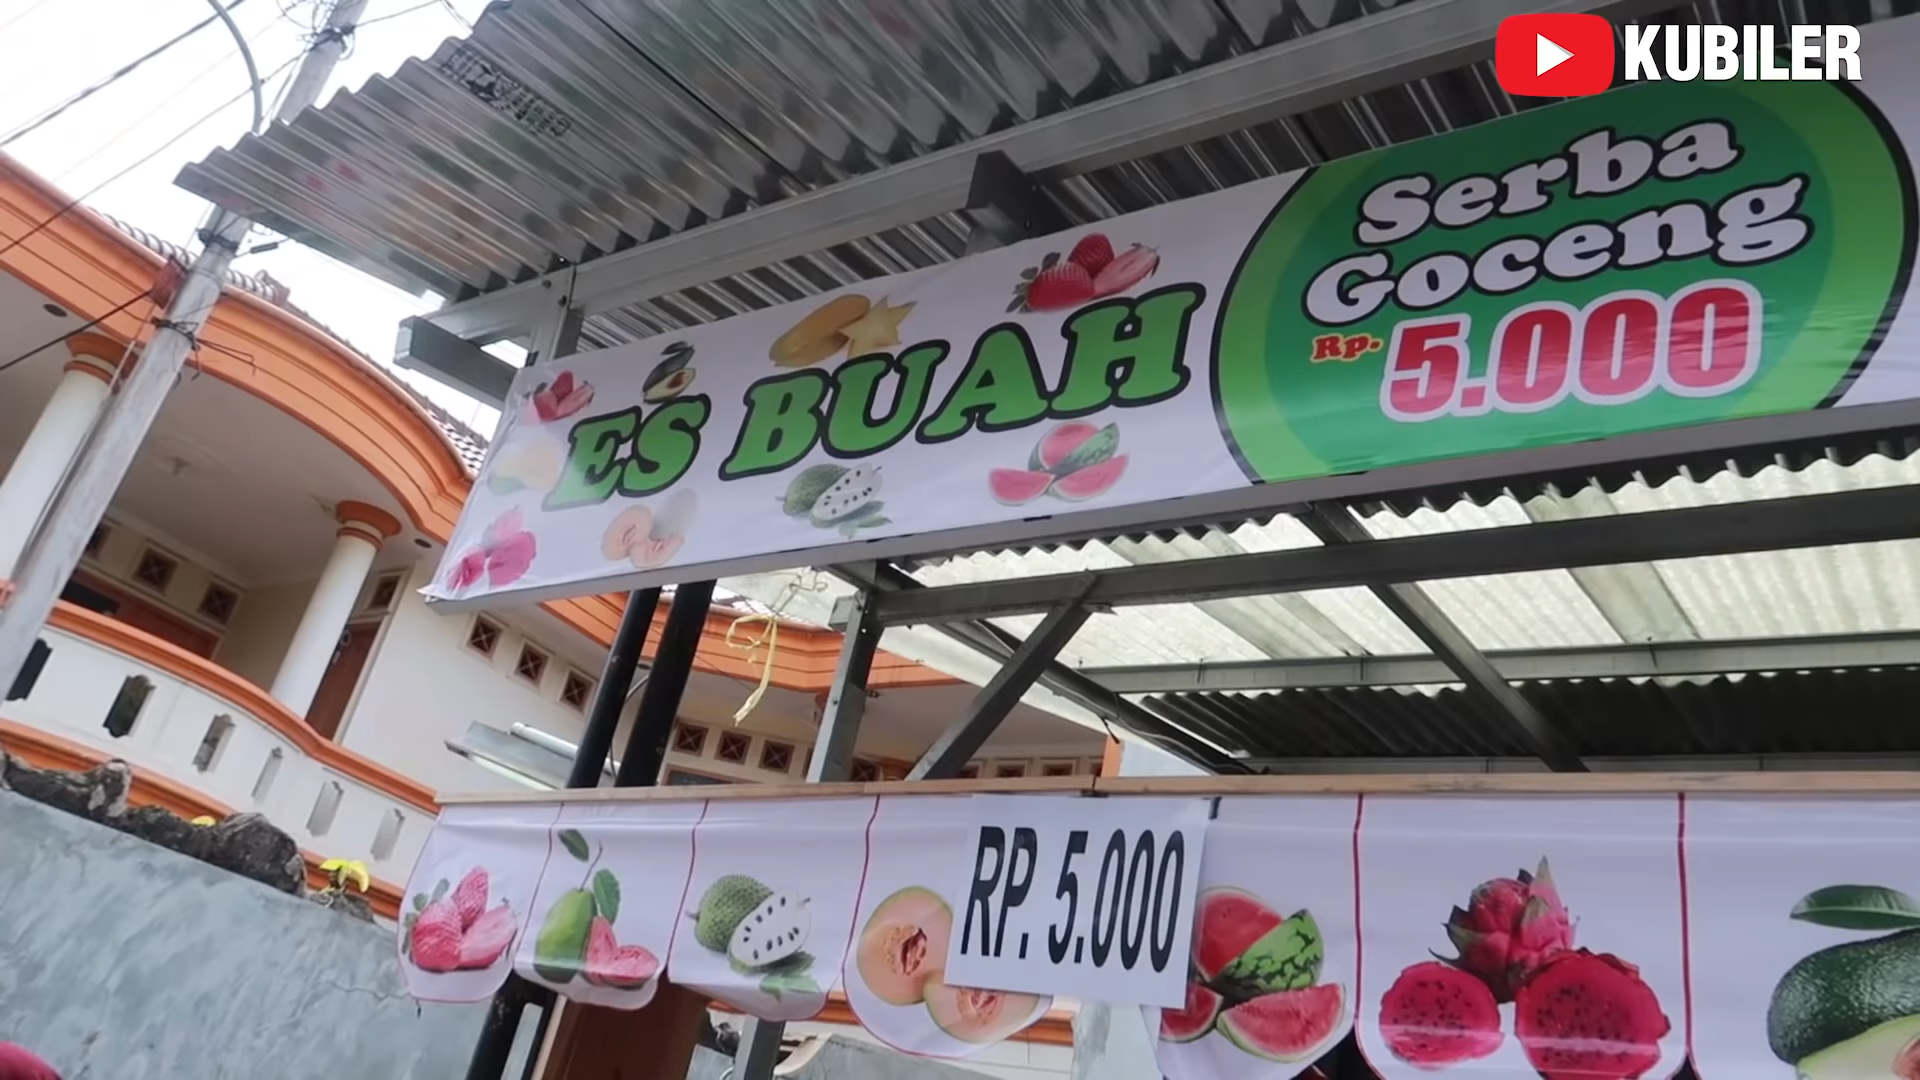 KUBILER
ES BUAH
Serba
Goceng
Rp. 5.000
RP. 5.000